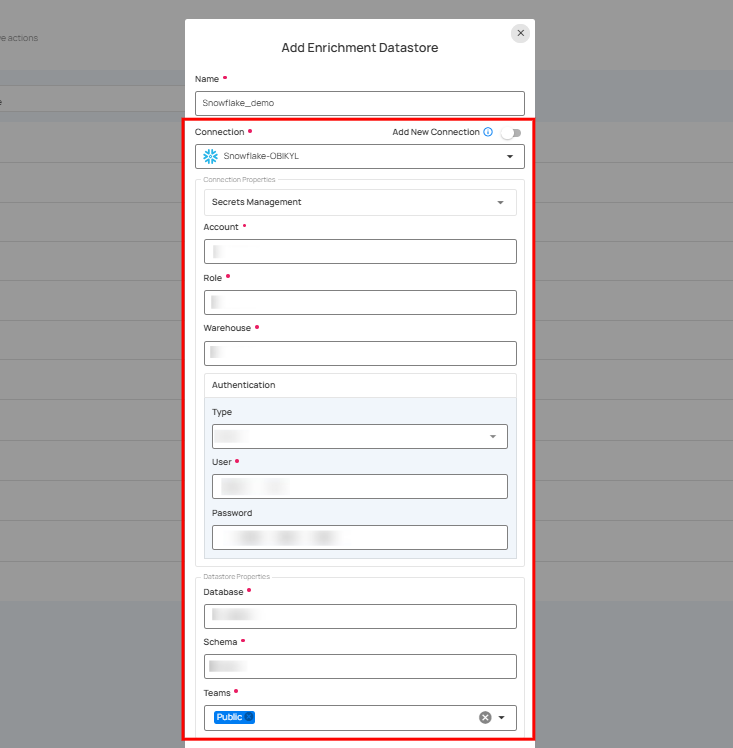 Add Enrichment Datastore
ve actions
Name
Snowflake_demo
Connection
Add New Connection
Snowflake-OBIKYL
Connection Properties
Secrets Management
Account
Role
Warehouse
Authentication
Type
User
Password
Datastore Properties
Database
Schema
Teams
Public